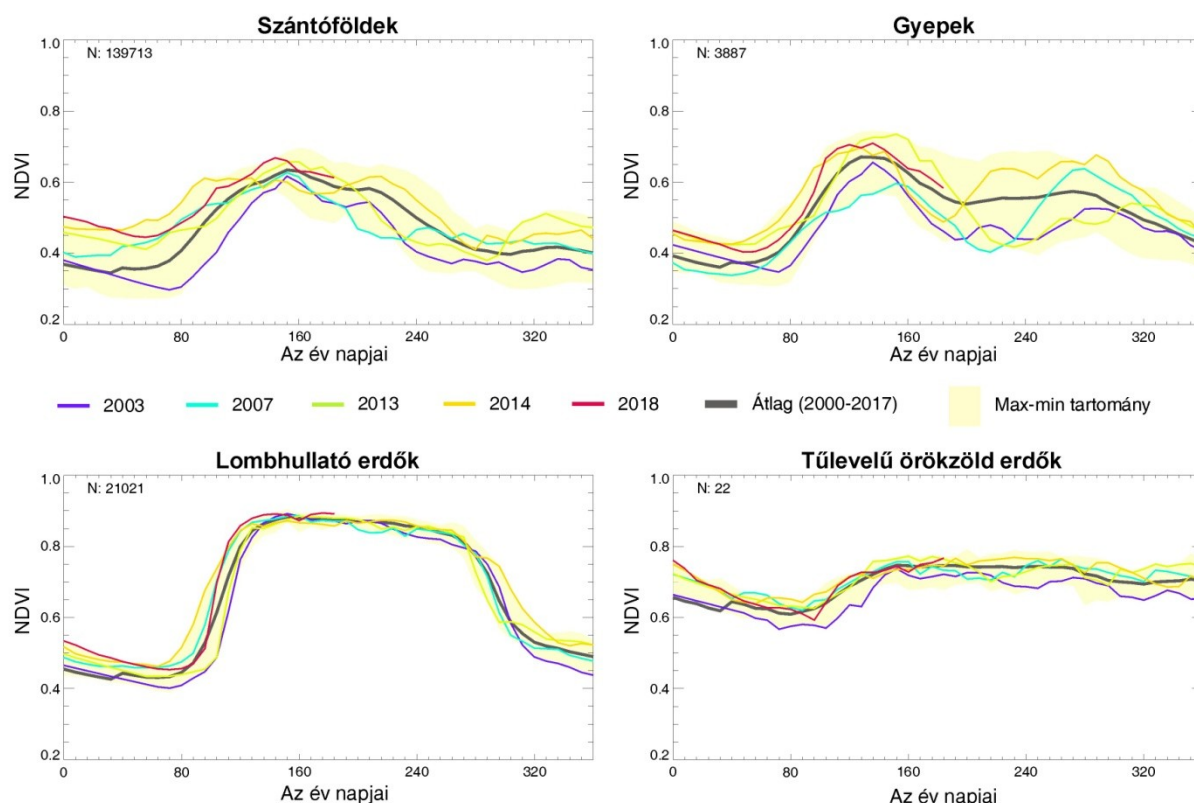 Szántóföldek
N: 139713
1.0
0.8
0.6
0.4
0.2
NDVI
0 80 160 240 320
Az év napjai
Gyepek
N: 3887
1.0
0.8
0.6
0.4
0.2
NDVI
0 80 160 240 320
Az év napjai
2003 2007 2013 2014 2018 Átlag (2000-2017) Max-min tartomány
Lombhullató erdők
N: 21021
1.0
0.8
0.6
0.4
0.2
NDVI
0 80 160 240 320
Az év napjai
Tűlevelű örökzöld erdők
N: 22
1.0
0.8
0.6
0.4
0.2
NDVI
0 80 160 240 320
Az év napjai